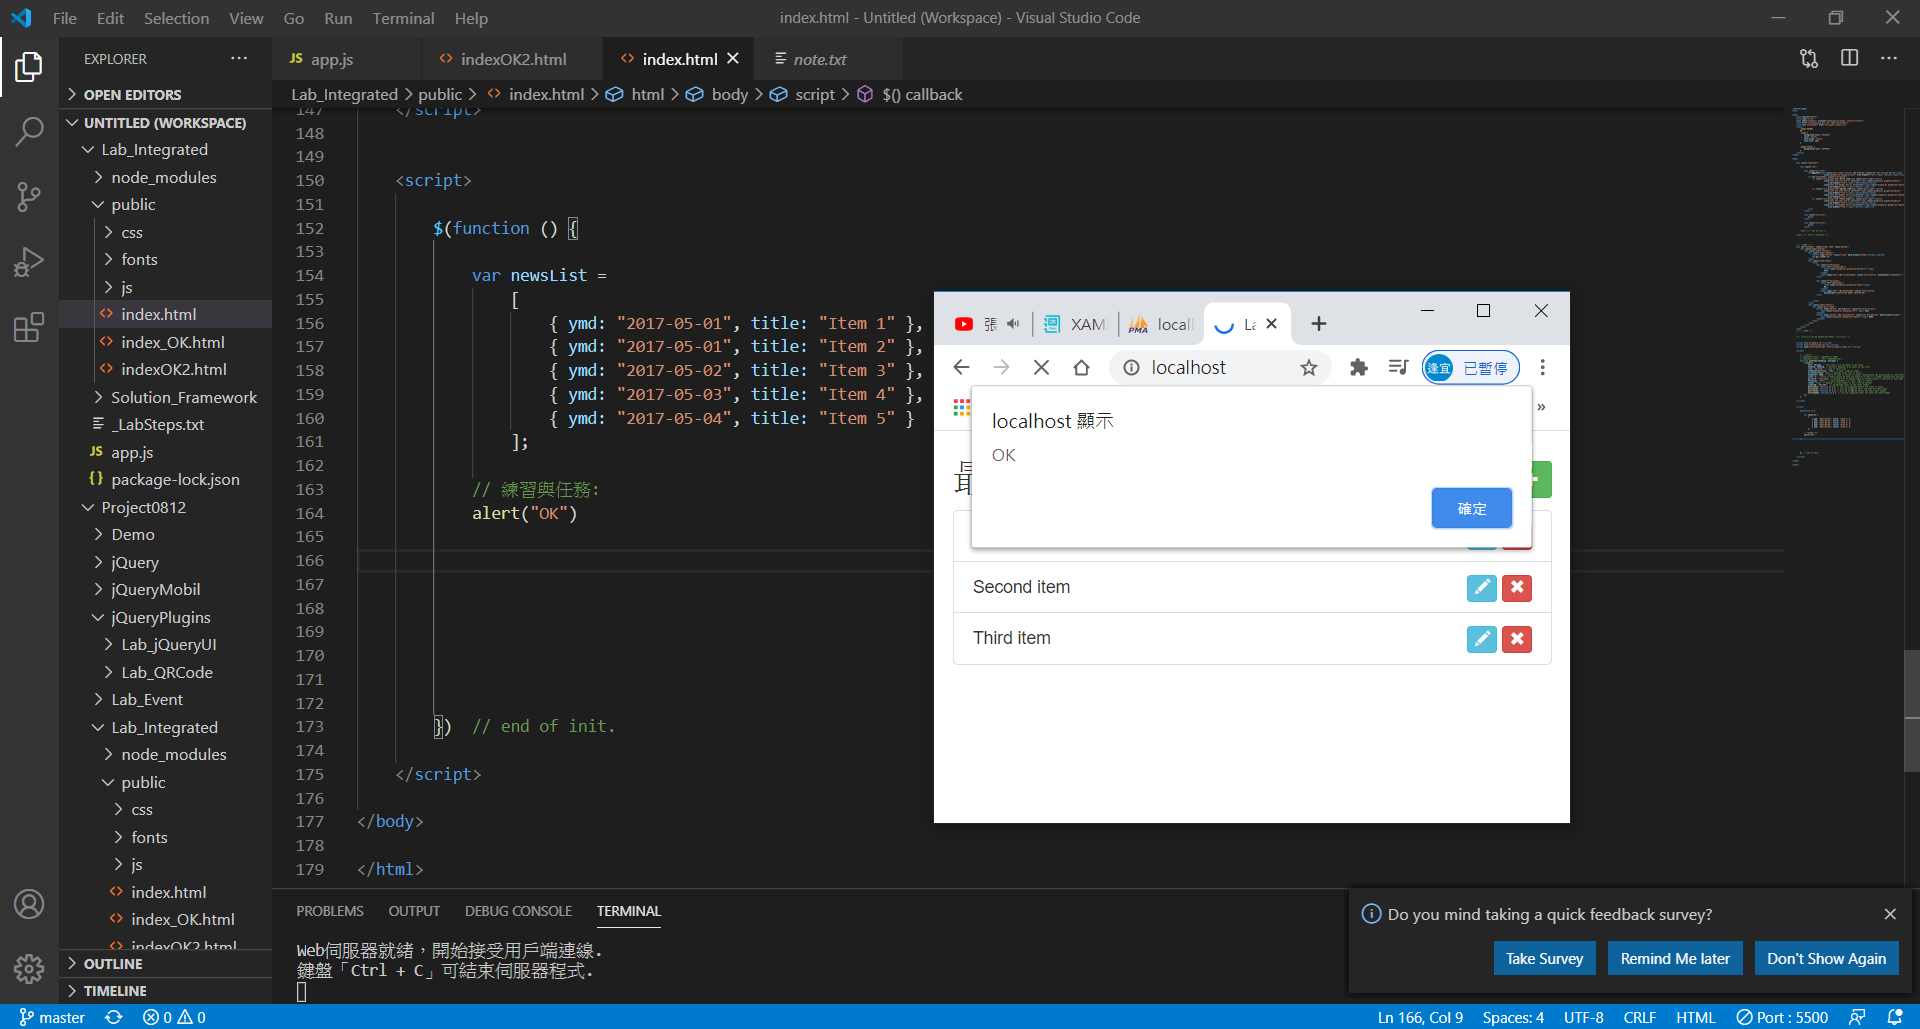 File Edit Selection View Go Run Terminal Help
index.html - Untitled (Workspace) - Visual Studio Code
EXPLORER
OPEN EDITORS
UNTITLED (WORKSPACE)
Lab_Integrated
node_modules
public
css
fonts
js
index.html
index_OK.html
indexOK2.html
Solution_Framework
_LabSteps.txt
JS app.js
{} package-lock.json
Project0812
Demo
jQuery
jQueryMobil
jQueryPlugins
Lab_jQueryUI
Lab_QRCode
Lab_Event
Lab_Integrated
node_modules
public
css
fonts
js
index.html
index_OK.html
indexOK2.html
OUTLINE
TIMELINE
JS app.js
indexOK2.html
index.html
note.txt
Lab_Integrated > public > index.html > html > body > script > $() callback
147 </script>
148
149
150 <script>
151
152 $(function () {
153
154 var newsList =
155 [
156 { ymd: "2017-05-01", title: "Item 1" },
157 { ymd: "2017-05-01", title: "Item 2" },
158 { ymd: "2017-05-02", title: "Item 3" },
159 { ymd: "2017-05-03", title: "Item 4" },
160 { ymd: "2017-05-04", title: "Item 5" }
161 ];
162
163 // 練習與任務:
164 alert("OK")
165
166
167
168
169
170
171
172
173 }) // end of init.
174
175 </script>
176
177 </body>
178
179 </html>
張
XAM
PMA
local
La
localhost
逢宜 已暫停
»
localhost 顯示
OK
確定
最
Second item
Third item
PROBLEMS OUTPUT DEBUG CONSOLE TERMINAL
Web伺服器就緒，開始接受用戶端連線.
鍵盤「Ctrl + C」可結束伺服器程式.
Do you mind taking a quick feedback survey?
Take Survey
Remind Me later
Don't Show Again
master 0 0
Ln 166, Col 9 Spaces: 4 UTF-8 CRLF HTML Port : 5500